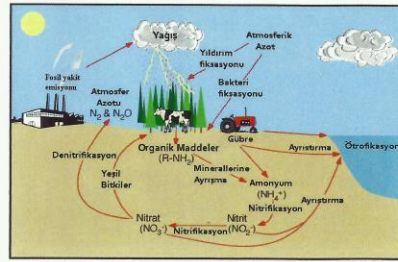 Yağış
Atmosferik
Azot
Yıldırım
fiksasyonu
Fosil yakit
emisyonu
Bakteri
fiksasyonu
Atmosfer
Azotu
N₂ & N₂O
Gübre
Ötrofikasyon
Organik Maddeler
(R-NH₂)
Ayrıştırma
Denitrifikasyon
Yeşil
Bitkiler
Minerallerine
Ayrışma
Amonyum
(NH₄⁺)
Ayrıştırma
Nitrifikasyon
Nitrat
(NO₃⁻)
Nitrifikasyon
Nitrit
(NO₂⁻)